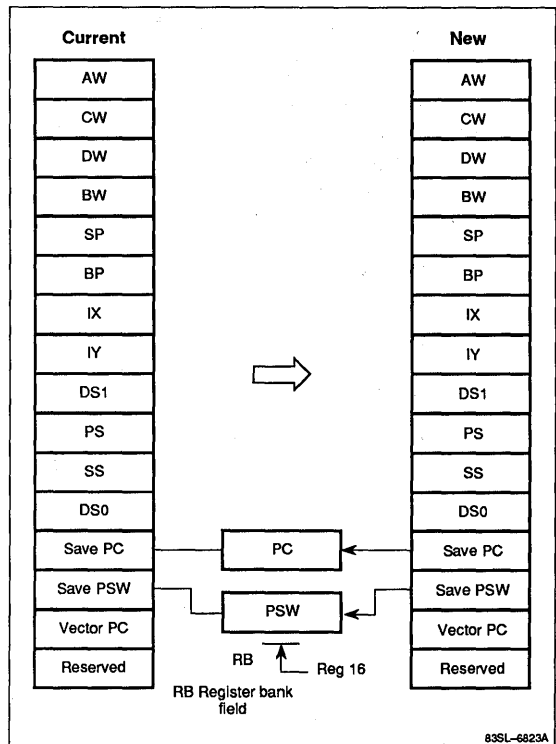 Current
New
AW
CW
DW
BW
SP
BP
IX
IY
DS1
PS
SS
DS0
Save PC
Save PSW
Vector PC
Reserved
AW
CW
DW
BW
SP
BP
IX
IY
DS1
PS
SS
DS0
Save PC
Save PSW
Vector PC
Reserved
PC
PSW
RB
Reg 16
RB Register bank
field
83SL–6823A